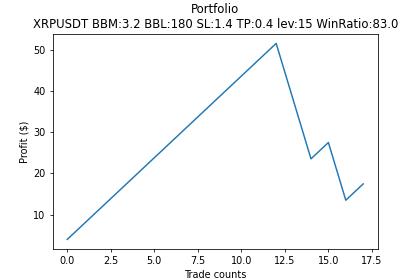 Portfolio
XRPUSDT BBM:3.2 BBL:180 SL:1.4 TP:0.4 lev:15 WinRatio:83.0
50
40
30
20
10
Profit ($)
0.0 2.5 5.0 7.5 10.0 12.5 15.0 17.5
Trade counts